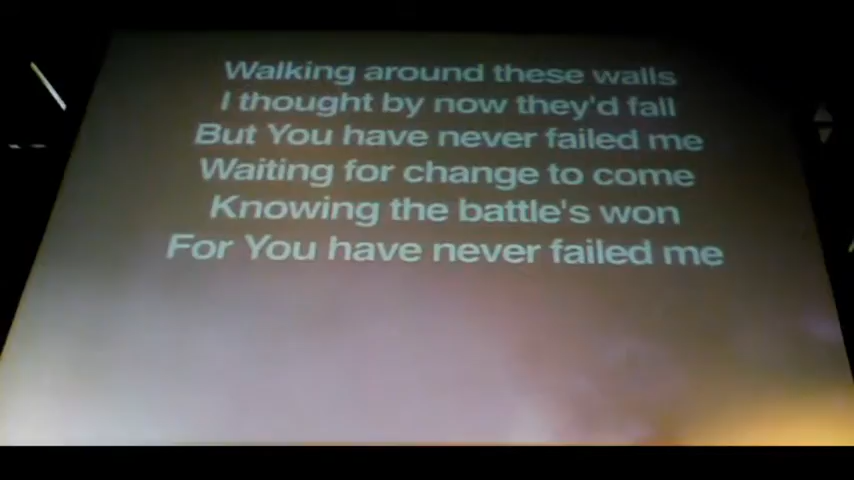 Walking around these walls
I thought by now they'd fall
But You have never failed me
Waiting for change to come
Knowing the battle's won
For You have never failed me